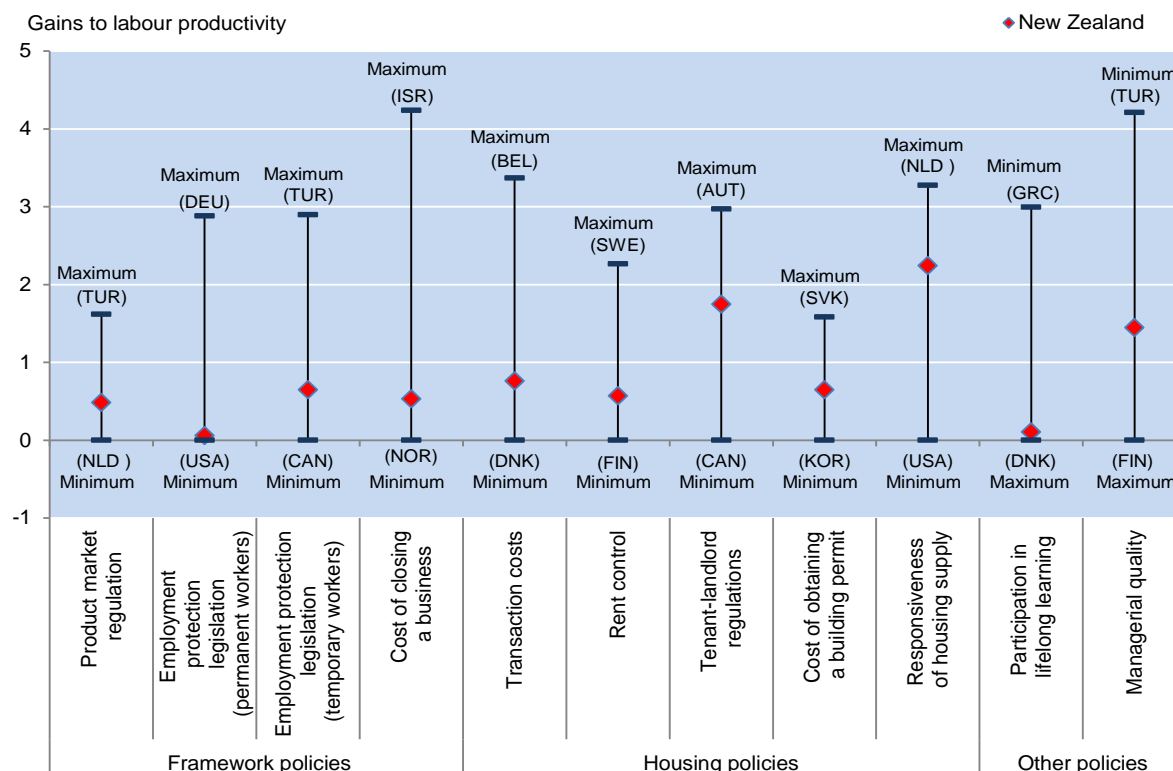 Gains to labour productivity
New Zealand
5
4
3
2
1
0
-1
Maximum
(TUR)
Maximum
(DEU)
Maximum
(TUR)
Maximum
(ISR)
Maximum
(BEL)
Maximum
(SWE)
Maximum
(AUT)
Maximum
(SVK)
Maximum
(NLD )
Minimum
(GRC)
Minimum
(TUR)
(NLD )
Minimum
(USA)
Minimum
(CAN)
Minimum
(NOR)
Minimum
(DNK)
Minimum
(FIN)
Minimum
(CAN)
Minimum
(KOR)
Minimum
(USA)
Minimum
(DNK)
Maximum
(FIN)
Maximum
Product market
regulation
Employment
protection
legislation
(permanent workers)
Employment protection
legislation
(temporary workers)
Cost of closing
a business
Transaction costs
Rent control
Tenant-landlord
regulations
Cost of obtaining
a building permit
Responsiveness
of housing supply
Participation in
lifelong learning
Managerial quality
Framework policies
Housing policies
Other policies